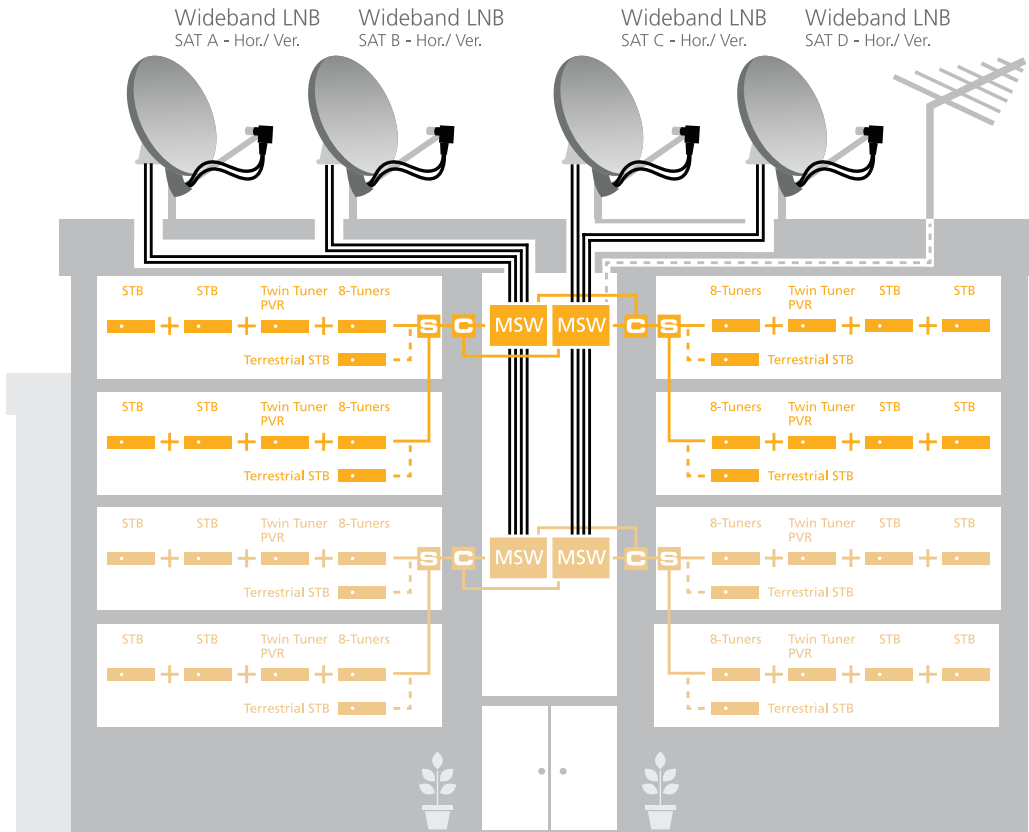 Wideband LNB
SAT A - Hor./ Ver.
Wideband LNB
SAT B - Hor./ Ver.
Wideband LNB
SAT C - Hor./ Ver.
Wideband LNB
SAT D - Hor./ Ver.
STB
STB
Twin Tuner
PVR
8-Tuners
Terrestrial STB
S
C
MSW
MSW
C
S
8-Tuners
Twin Tuner
PVR
STB
STB
Terrestrial STB
STB
STB
Twin Tuner
PVR
8-Tuners
Terrestrial STB
8-Tuners
Twin Tuner
PVR
STB
STB
Terrestrial STB
STB
STB
Twin Tuner
PVR
8-Tuners
Terrestrial STB
S
C
MSW
MSW
C
S
8-Tuners
Twin Tuner
PVR
STB
STB
Terrestrial STB
STB
STB
Twin Tuner
PVR
8-Tuners
Terrestrial STB
8-Tuners
Twin Tuner
PVR
STB
STB
Terrestrial STB